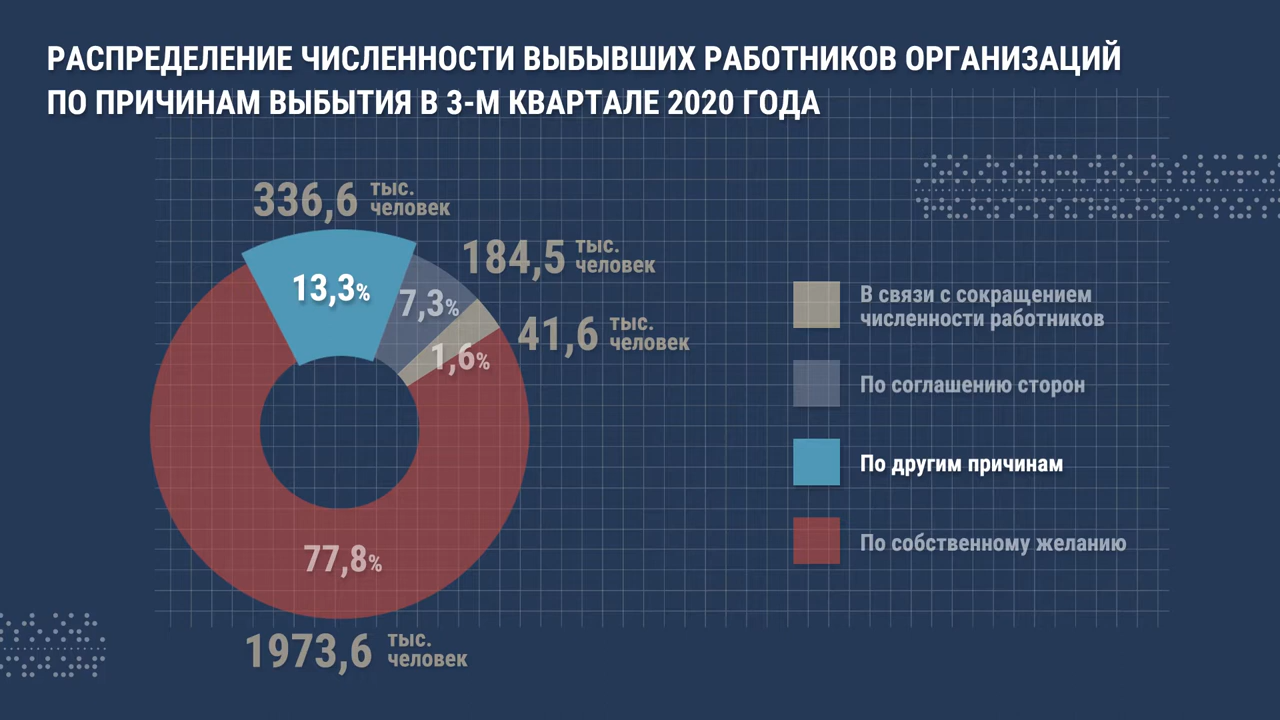 РАСПРЕДЕЛЕНИЕ ЧИСЛЕННОСТИ ВЫБЫВШИХ РАБОТНИКОВ ОРГАНИЗАЦИЙ
ПО ПРИЧИНАМ ВЫБЫТИЯ В 3-М КВАРТАЛЕ 2020 ГОДА
336,6 тыс. человек
184,5 тыс. человек
41,6 тыс. человек
13,3%
7,3%
1,6%
77,8%
1973,6 тыс. человек
В связи с сокращением
численности работников
По соглашению сторон
По другим причинам
По собственному желанию